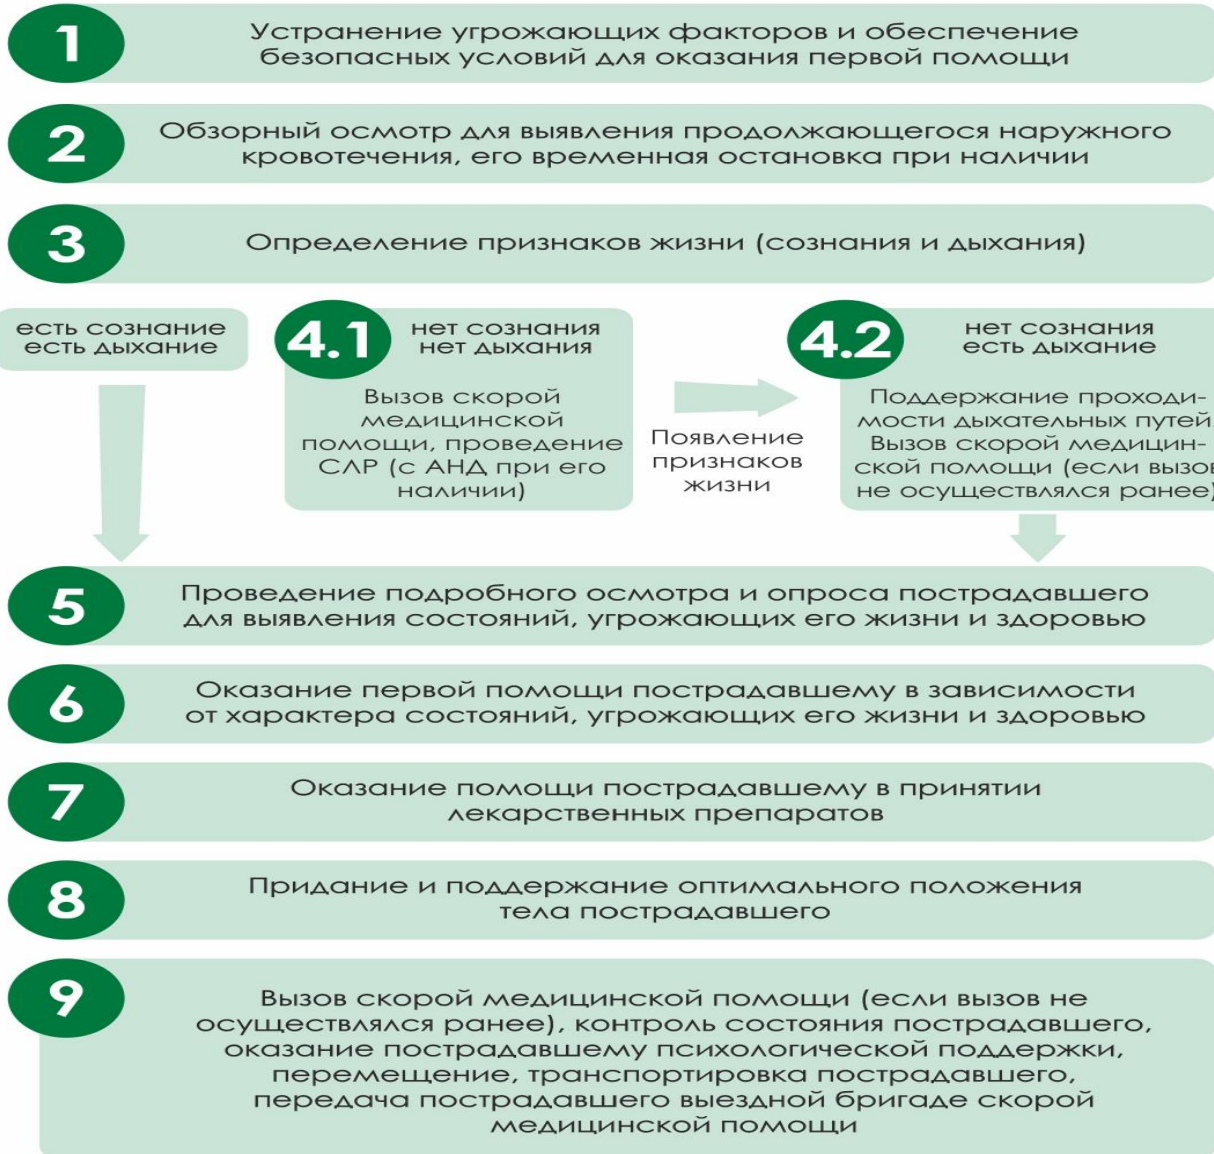 1
Устранение угрожающих факторов и обеспечение
безопасных условий для оказания первой помощи
2
Обзорный осмотр для выявления продолжающегося наружного
кровотечения, его временная остановка при наличии
3
Определение признаков жизни (сознания и дыхания)
есть сознание
есть дыхание
4.1
нет сознания
нет дыхания
Вызов скорой
медицинской
помощи, проведение
СЛР (с АНД при его
наличии)
Появление
признаков
жизни
4.2
нет сознания
есть дыхание
Поддержание проходи-
мости дыхательных путей.
Вызов скорой медицин-
ской помощи (если вызов
не осуществлялся ранее)
5
Проведение подробного осмотра и опроса пострадавшего
для выявления состояний, угрожающих его жизни и здоровью
6
Оказание первой помощи пострадавшему в зависимости
от характера состояний, угрожающих его жизни и здоровью
7
Оказание помощи пострадавшему в принятии
лекарственных препаратов
8
Придание и поддержание оптимального положения
тела пострадавшего
9
Вызов скорой медицинской помощи (если вызов не
осуществлялся ранее), контроль состояния пострадавшего,
оказание пострадавшему психологической поддержки,
перемещение, транспортировка пострадавшего,
передача пострадавшего выездной бригаде скорой
медицинской помощи